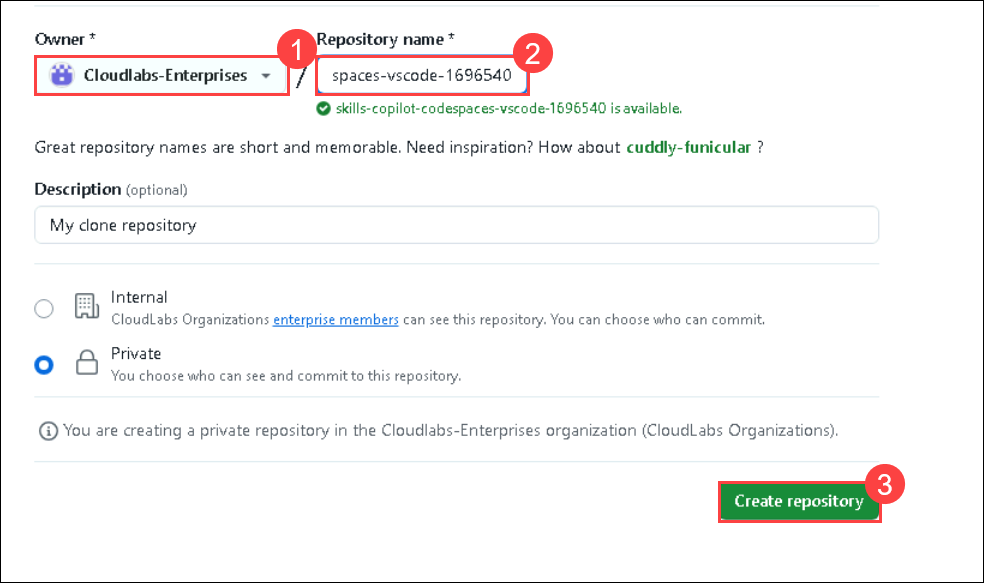 Owner * 1 Repository name * 2
Cloudlabs-Enterprises / spaces-vscode-1696540
skills-copilot-codespaces-vscode-1696540 is available.
Great repository names are short and memorable. Need inspiration? How about cuddly-funicular ?
Description (optional)
My clone repository
Internal
CloudLabs Organizations enterprise members can see this repository. You can choose who can commit.
Private
You choose who can see and commit to this repository.
You are creating a private repository in the Cloudlabs-Enterprises organization (CloudLabs Organizations).
Create repository 3